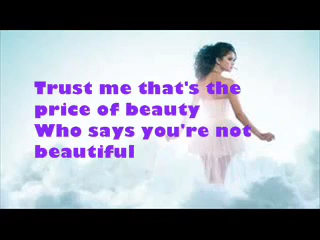 Trust me that's the
price of beauty
Who says you're not
beautiful